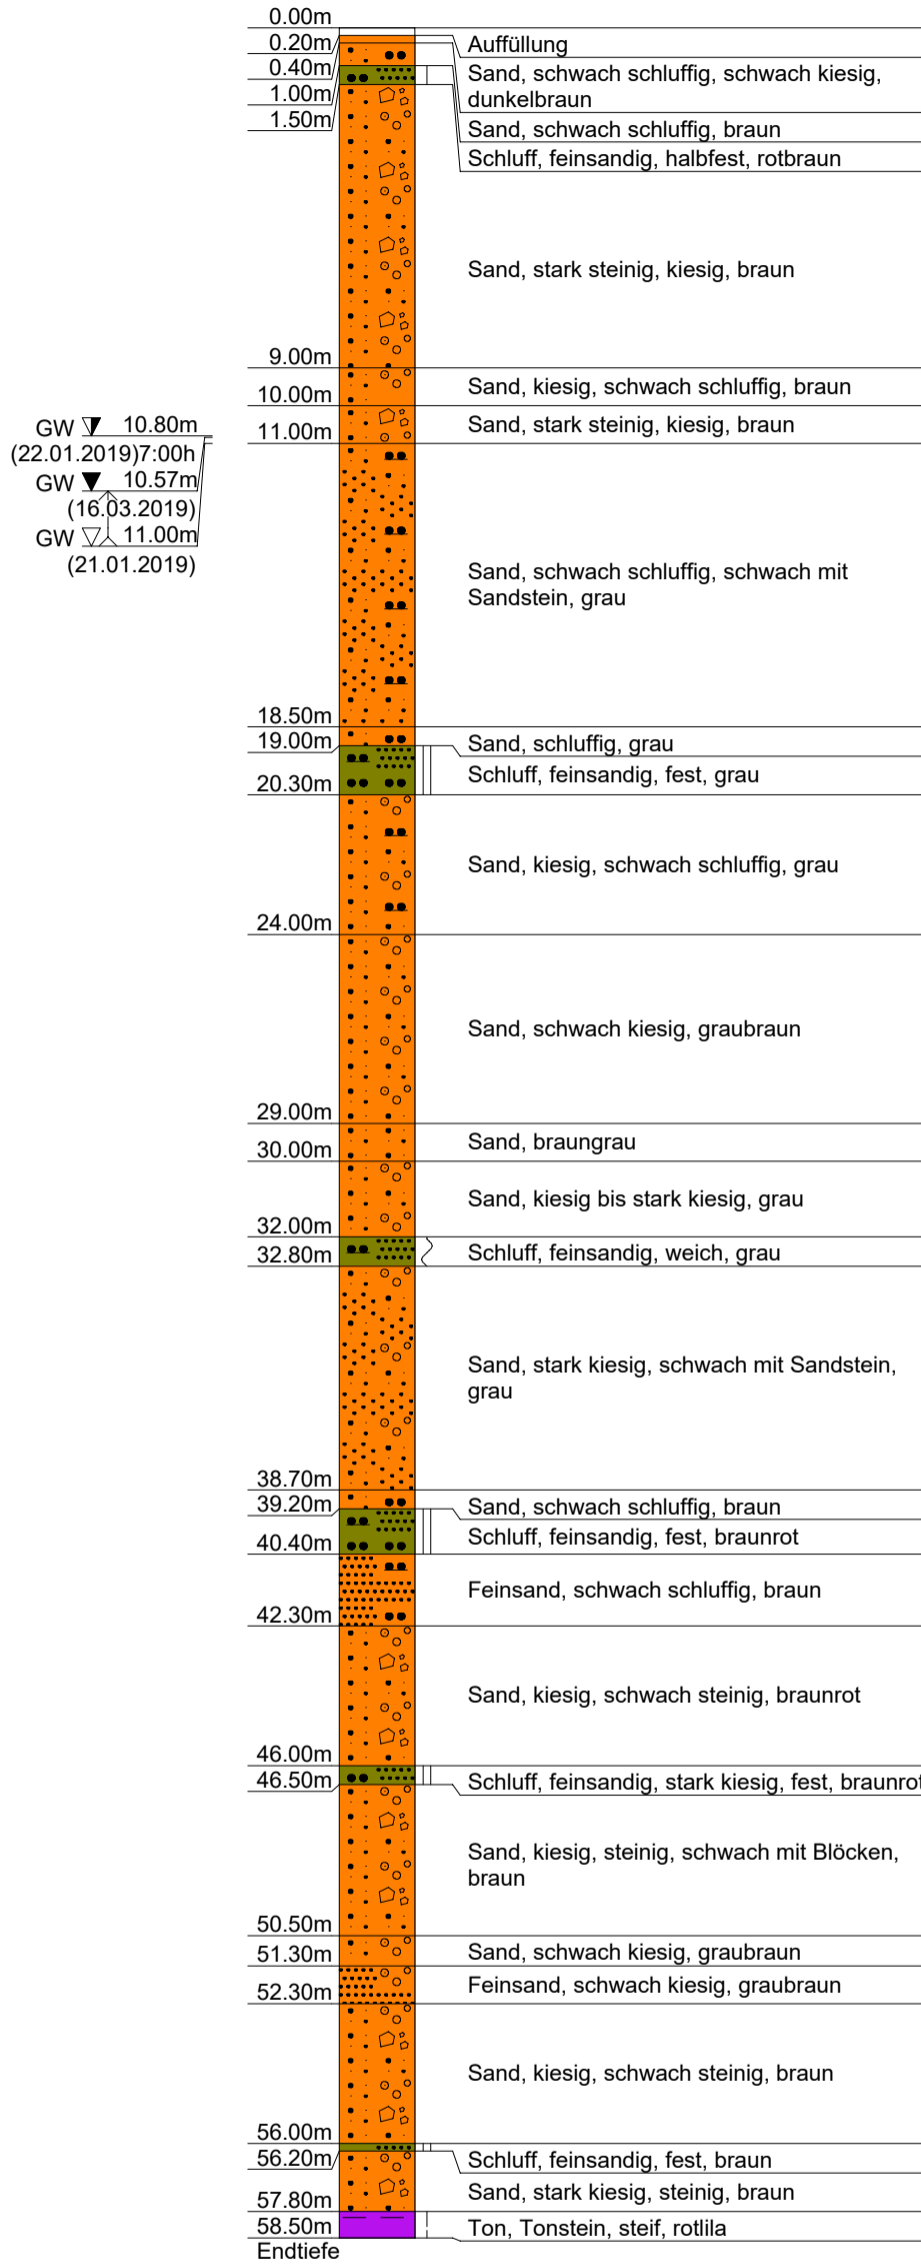 0.00m
0.20m
Auffüllung
0.40m
Sand, schwach schluffig, schwach kiesig,
dunkelbraun
1.00m
1.50m
Sand, schwach schluffig, braun
Schluff, feinsandig, halbfest, rotbraun
Sand, stark steinig, kiesig, braun
9.00m
Sand, kiesig, schwach schluffig, braun
10.00m
Sand, stark steinig, kiesig, braun
11.00m
GW 10.80m
(22.01.2019)7:00h
GW 10.57m
(16.03.2019)
GW 11.00m
(21.01.2019)
Sand, schwach schluffig, schwach mit
Sandstein, grau
18.50m
19.00m
Sand, schluffig, grau
Schluff, feinsandig, fest, grau
20.30m
Sand, kiesig, schwach schluffig, grau
24.00m
Sand, schwach kiesig, graubraun
29.00m
Sand, braungrau
30.00m
Sand, kiesig bis stark kiesig, grau
32.00m
Schluff, feinsandig, weich, grau
32.80m
Sand, stark kiesig, schwach mit Sandstein,
grau
38.70m
39.20m
Sand, schwach schluffig, braun
Schluff, feinsandig, fest, braunrot
40.40m
Feinsand, schwach schluffig, braun
42.30m
Sand, kiesig, schwach steinig, braunrot
46.00m
46.50m
Schluff, feinsandig, stark kiesig, fest, braunrot
Sand, kiesig, steinig, schwach mit Blöcken,
braun
50.50m
Sand, schwach kiesig, graubraun
51.30m
Feinsand, schwach kiesig, graubraun
52.30m
Sand, kiesig, schwach steinig, braun
56.00m
56.20m
Schluff, feinsandig, fest, braun
Sand, stark kiesig, steinig, braun
57.80m
58.50m
Ton, Tonstein, steif, rotlila
Endtiefe